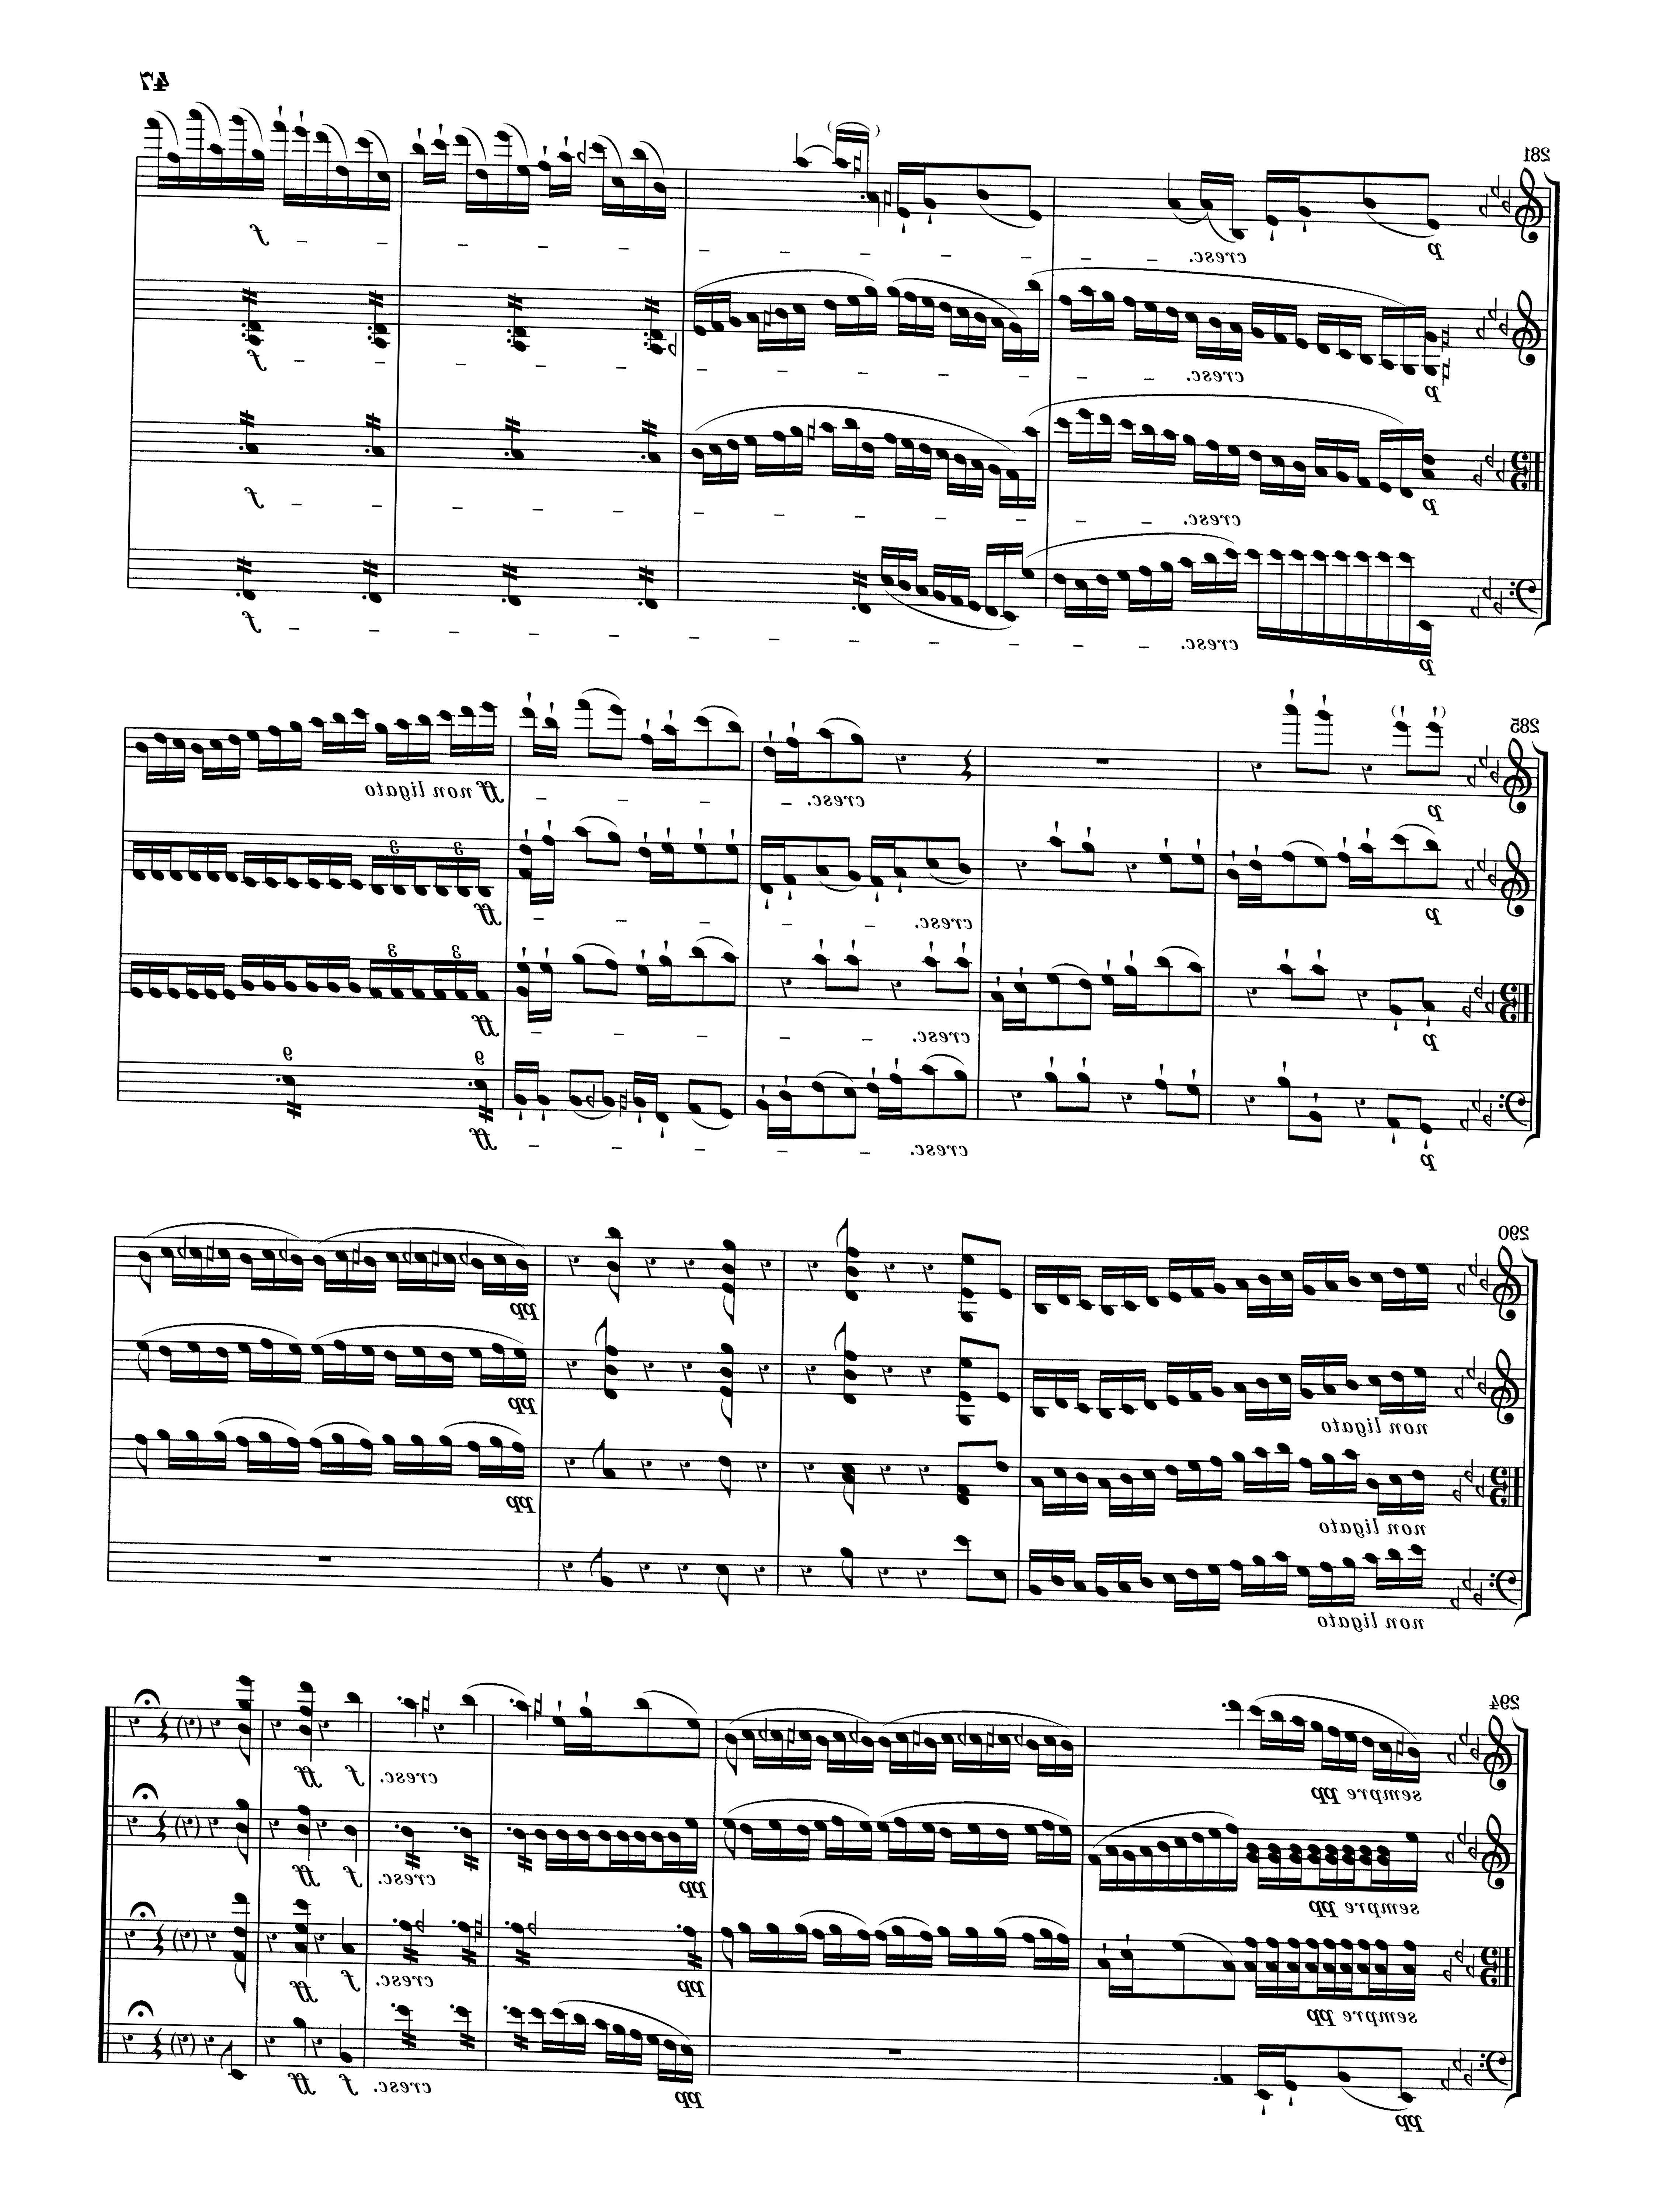 47
281
p cresc. f
p cresc. f
p cresc. f
p cresc. f
285
p cresc. ff non ligato
p cresc. ff 3 3
p cresc. ff 3 3
p cresc. ff 6 6
290
pp
non ligato pp
non ligato pp
non ligato
294
sempre pp cresc. f ff
sempre pp pp cresc. f ff
sempre pp pp cresc. f ff
pp pp cresc. f ff